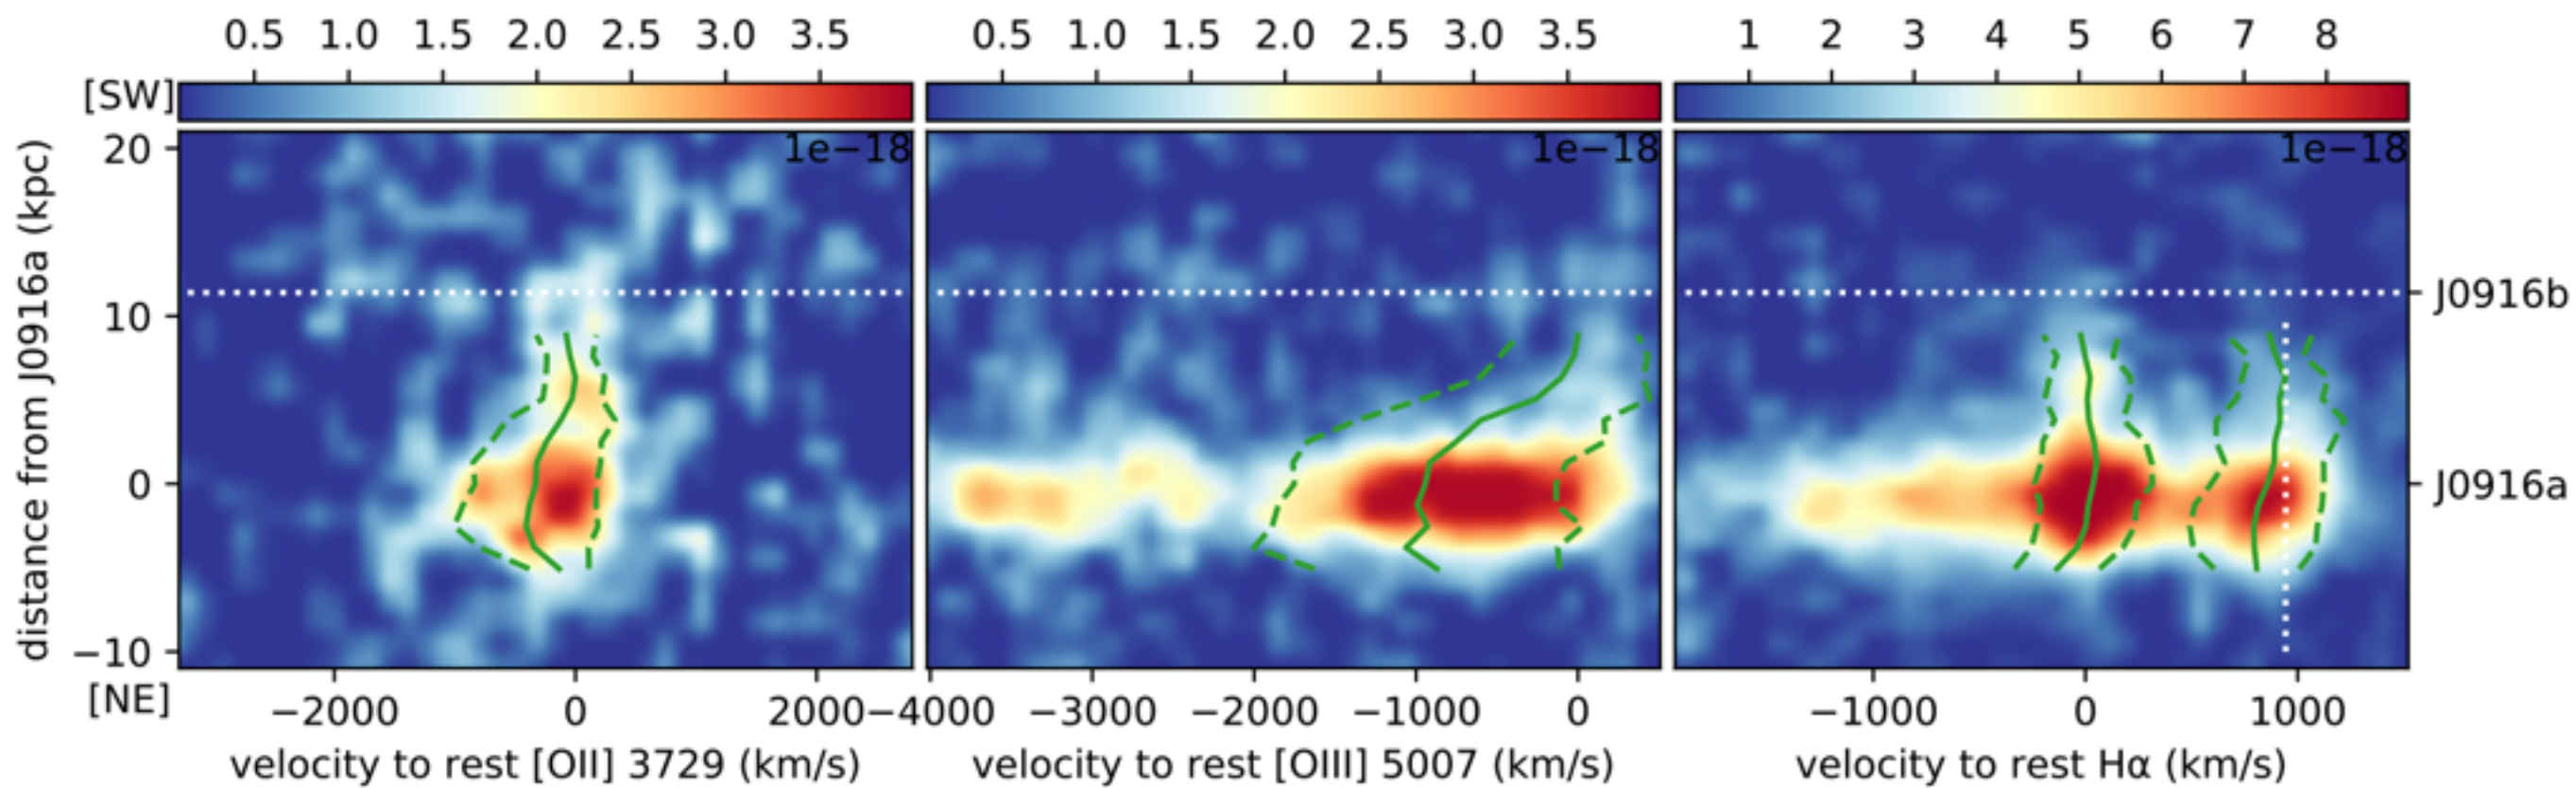 0.5 1.0 1.5 2.0 2.5 3.0 3.5 0.5 1.0 1.5 2.0 2.5 3.0 3.5 1 2 3 4 5 6 7 8
[SW]
1e−18 1e−18 1e−18
20
10
0
−10
distance from J0916a (kpc)
J0916b
J0916a
[NE]
−2000 0 2000 −4000 −3000 −2000 −1000 0 −1000 0 1000
velocity to rest [OII] 3729 (km/s) velocity to rest [OIII] 5007 (km/s) velocity to rest Hα (km/s)